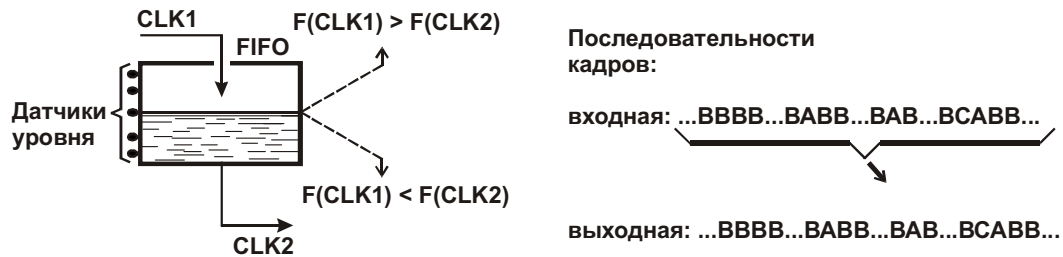 CLK1
F(CLK1) > F(CLK2)
FIFO
Датчики
уровня
F(CLK1) < F(CLK2)
CLK2
Последовательности
кадров:
входная: ...BBBB...BABB...BAB...BCABB...
выходная: ...BBBB...BABB...BAB...BCABB...